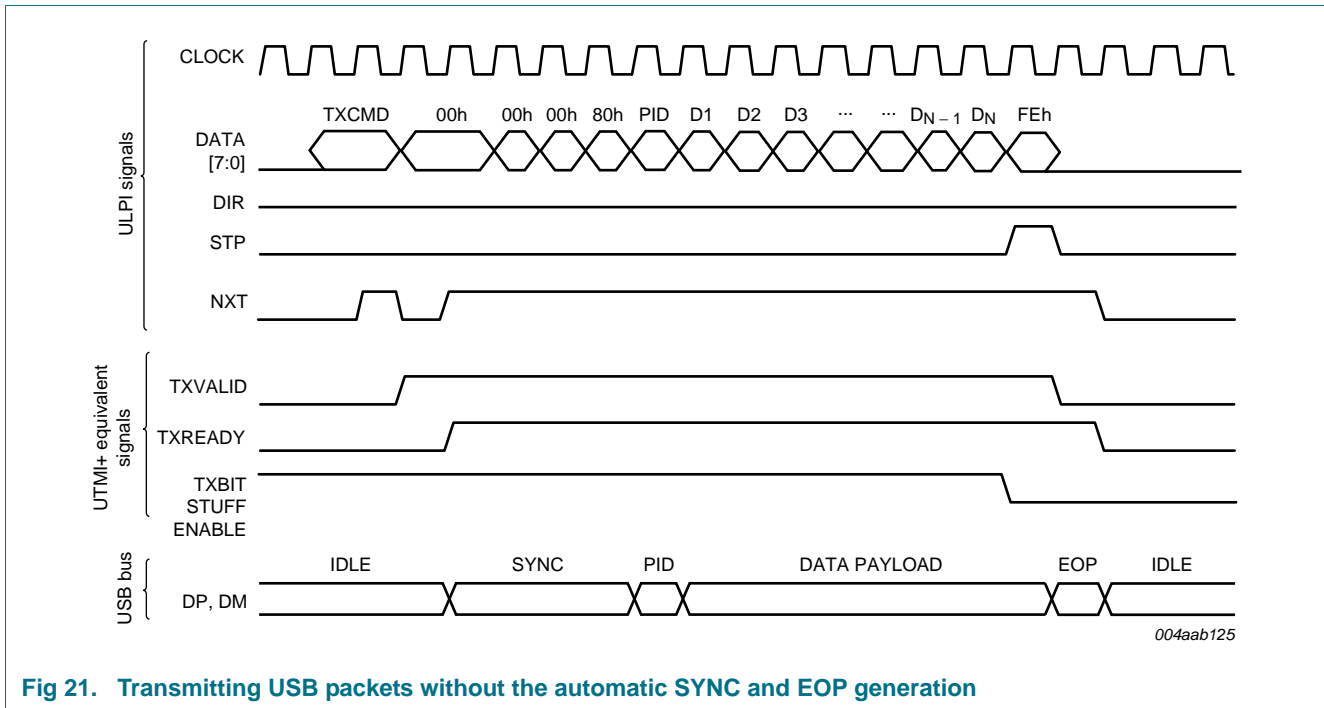 ULPI signals
CLOCK
TXCMD 00h 00h 00h 80h PID D1 D2 D3 ... ... DN – 1 DN FEh
DATA
[7:0]
DIR
STP
NXT
UTMI+ equivalent
signals
TXVALID
TXREADY
TXBIT
STUFF
ENABLE
USB bus
IDLE SYNC PID DATA PAYLOAD EOP IDLE
DP, DM
004aab125
Fig 21. Transmitting USB packets without the automatic SYNC and EOP generation